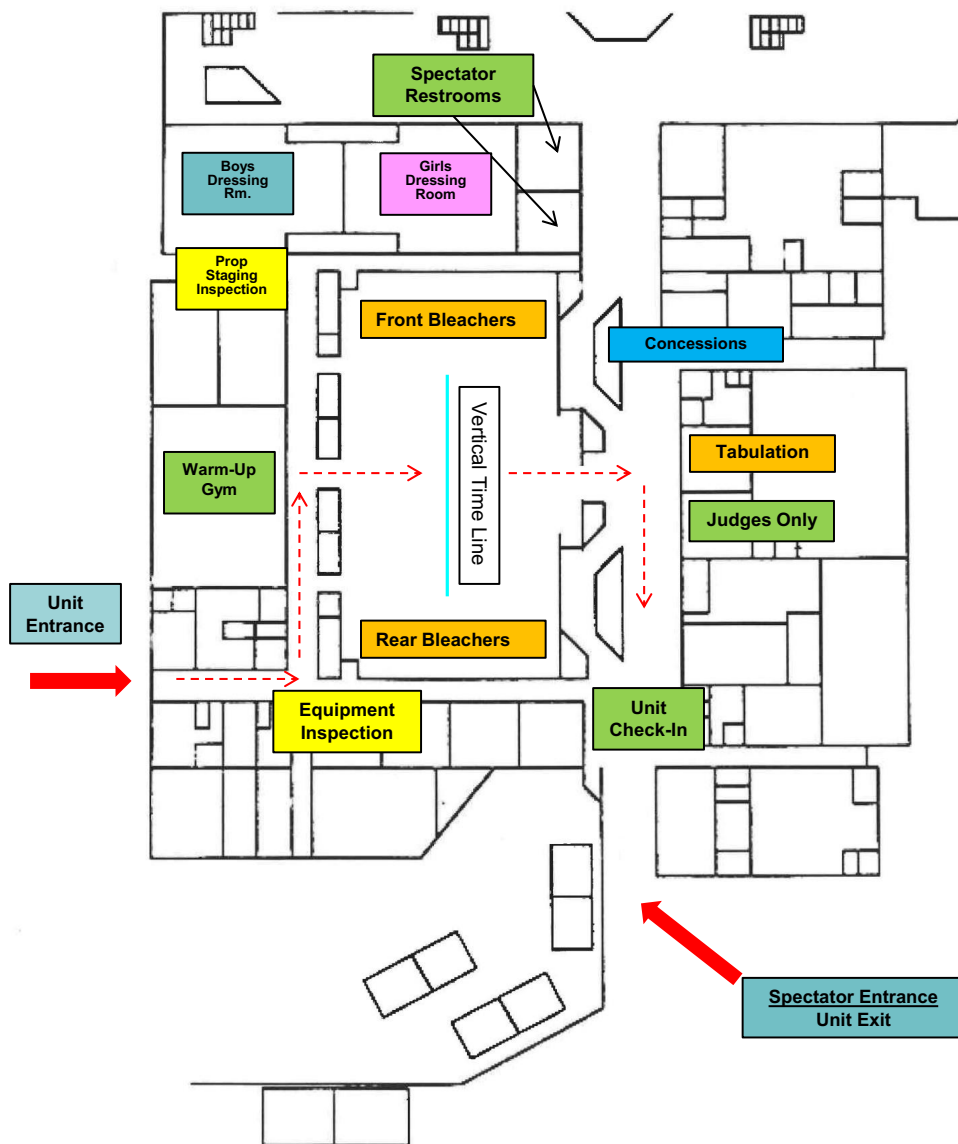 Spectator
Restrooms
Boys
Dressing
Rm.
Girls
Dressing
Room
Prop
Staging
Inspection
Front Bleachers
Concessions
Vertical Time Line
Warm-Up
Gym
Tabulation
Judges Only
Unit
Entrance
Rear Bleachers
Equipment
Inspection
Unit
Check-In
Spectator Entrance
Unit Exit